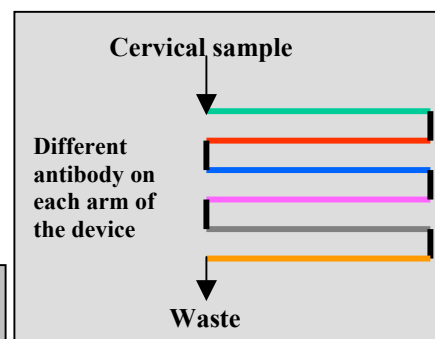 Cervical sample
Different
antibody on
each arm of
the device
Waste